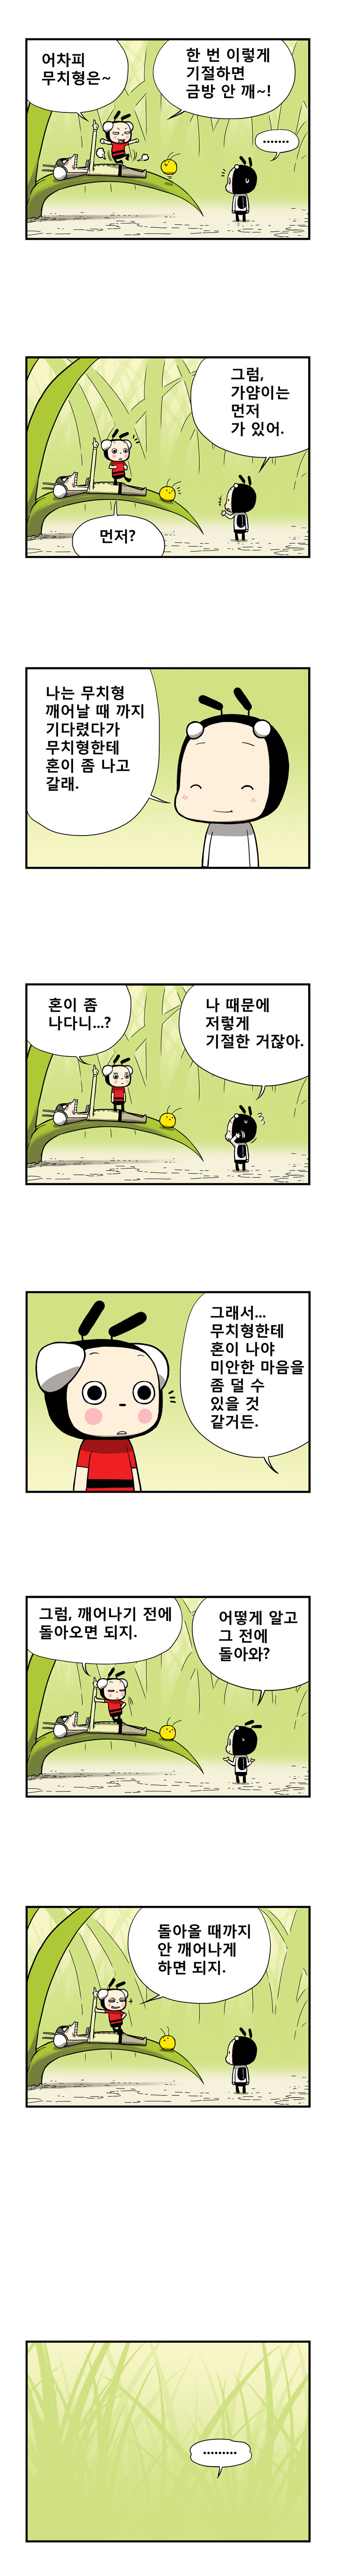 어차피
무치형은~
한 번 이렇게
기절하면
금방 안 깨~!
.......
그럼,
가얌이는
먼저
가 있어.
먼저?
나는 무치형
깨어날 때 까지
기다렸다가
무치형한테
혼이 좀 나고
갈래.
혼이 좀
나다니...?
나 때문에
저렇게
기절한 거잖아.
그래서...
무치형한테
혼이 나야
미안한 마음을
좀 덜 수
있을 것
같거든.
그럼, 깨어나기 전에
돌아오면 되지.
어떻게 알고
그 전에
돌아와?
돌아올 때까지
안 깨어나게
하면 되지.
.........